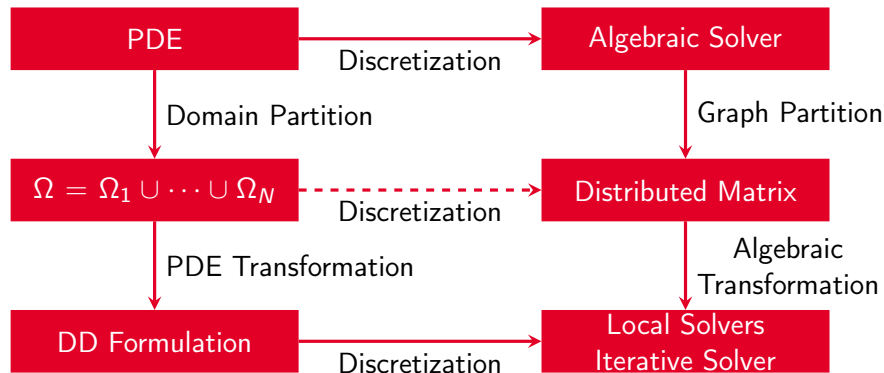 PDE
Algebraic Solver
Discretization
Domain Partition
Graph Partition
Ω = Ω₁ ∪ ⋯ ∪ Ω_N
Distributed Matrix
Discretization
PDE Transformation
Algebraic
Transformation
DD Formulation
Local Solvers
Iterative Solver
Discretization